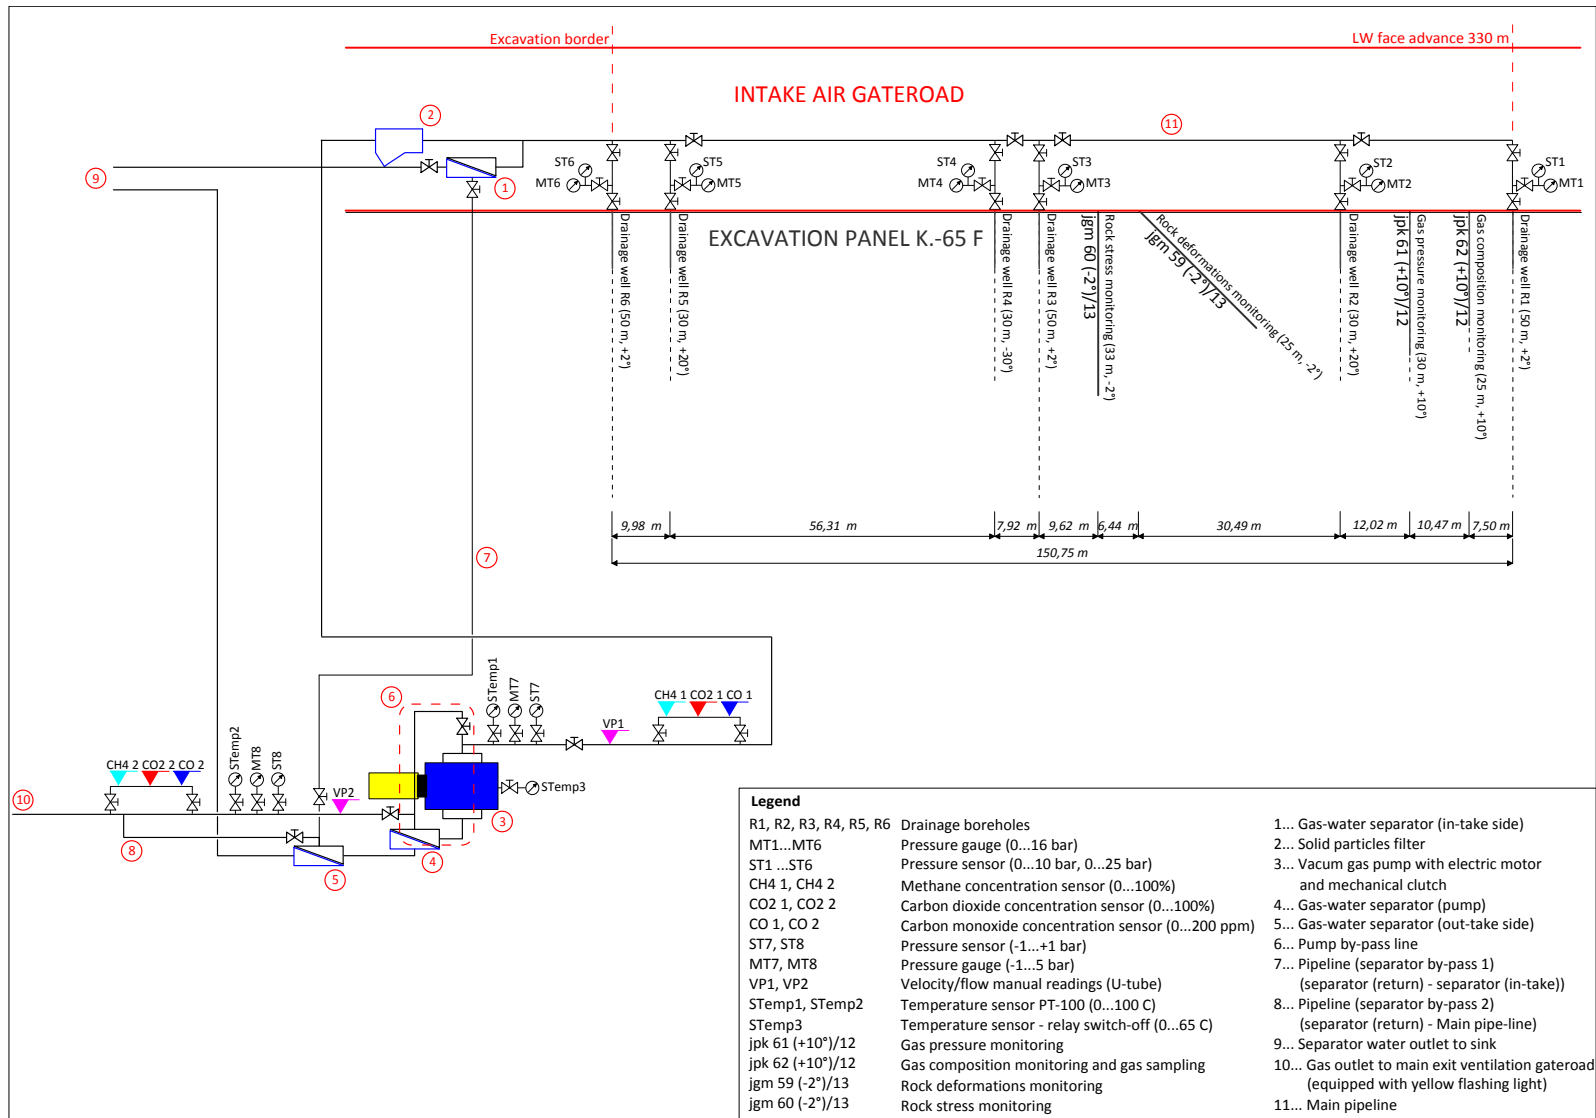 Excavation border
LW face advance 330 m
INTAKE AIR GATEROAD
2
11
9
1
ST6
MT6
ST5
MT5
ST4
MT4
ST3
MT3
ST2
MT2
ST1
MT1
EXCAVATION PANEL K.-65 F
Drainage well R6 (50 m, +2°)
Drainage well R5 (30 m, +20°)
Drainage well R4 (30 m, -30°)
Drainage well R3 (50 m, +2°)
jgm 60 (-2°)/13
Rock stress monitoring (33 m, -2°)
Rock deformations monitoring (25 m, -2°)
jgm 59 (-2°)/13
Drainage well R2 (30 m, +20°)
jpk 61 (+10°)/12
Gas pressure monitoring (30 m, +10°)
jpk 62 (+10°)/12
Gas composition monitoring (25 m, +10°)
Drainage well R1 (50 m, +2°)
9,98 m
56,31 m
7,92 m
9,62 m
6,44 m
30,49 m
12,02 m
10,47 m
7,50 m
150,75 m
7
6
STemp1
MT7
ST7
VP1
CH4 1 CO2 1 CO 1
STemp2
MT8
ST8
CH4 2 CO2 2 CO 2
VP2
STemp3
10
3
8
4
5
Legend
R1, R2, R3, R4, R5, R6 Drainage boreholes
MT1...MT6 Pressure gauge (0...16 bar)
ST1 ...ST6 Pressure sensor (0...10 bar, 0...25 bar)
CH4 1, CH4 2 Methane concentration sensor (0...100%)
CO2 1, CO2 2 Carbon dioxide concentration sensor (0...100%)
CO 1, CO 2 Carbon monoxide concentration sensor (0...200 ppm)
ST7, ST8 Pressure sensor (-1...+1 bar)
MT7, MT8 Pressure gauge (-1...5 bar)
VP1, VP2 Velocity/flow manual readings (U-tube)
STemp1, STemp2 Temperature sensor PT-100 (0...100 C)
STemp3 Temperature sensor - relay switch-off (0...65 C)
jpk 61 (+10°)/12 Gas pressure monitoring
jpk 62 (+10°)/12 Gas composition monitoring and gas sampling
jgm 59 (-2°)/13 Rock deformations monitoring
jgm 60 (-2°)/13 Rock stress monitoring
1... Gas-water separator (in-take side)
2... Solid particles filter
3... Vacum gas pump with electric motor
and mechanical clutch
4... Gas-water separator (pump)
5... Gas-water separator (out-take side)
6... Pump by-pass line
7... Pipeline (separator by-pass 1)
(separator (return) - separator (in-take))
8... Pipeline (separator by-pass 2)
(separator (return) - Main pipe-line)
9... Separator water outlet to sink
10... Gas outlet to main exit ventilation gateroad
(equipped with yellow flashing light)
11... Main pipeline